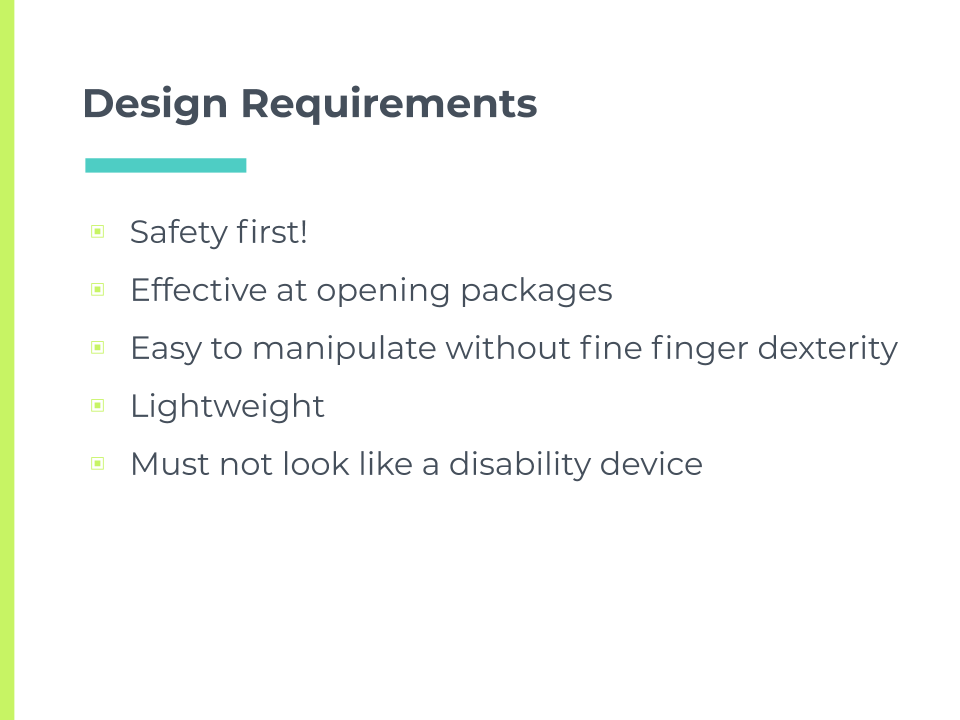 Design Requirements
Safety first!
Effective at opening packages
Easy to manipulate without fine finger dexterity
Lightweight
Must not look like a disability device